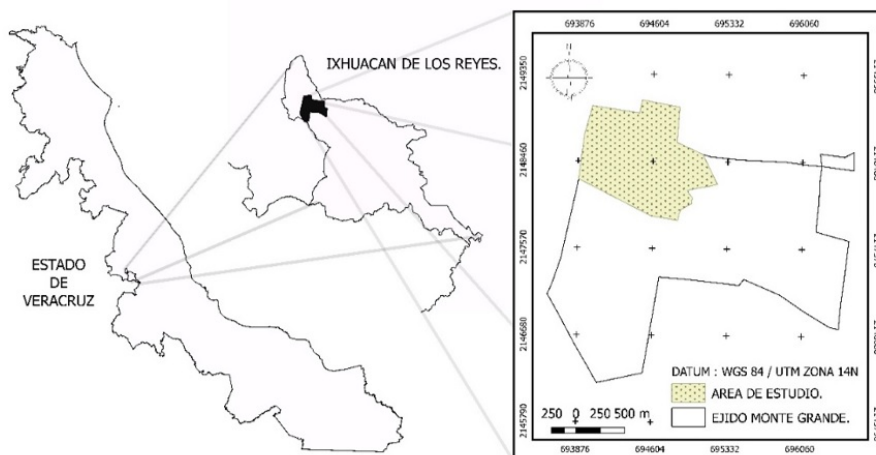 IXHUACAN DE LOS REYES.
ESTADO
DE
VERACRUZ
693876 694604 695332 696060
2149350
2148460
2147570
2146680
2145790
DATUM : WGS 84 / UTM ZONA 14N
AREA DE ESTUDIO.
EJIDO MONTE GRANDE.
250 0 250 500 m
693876 694604 695332 696060